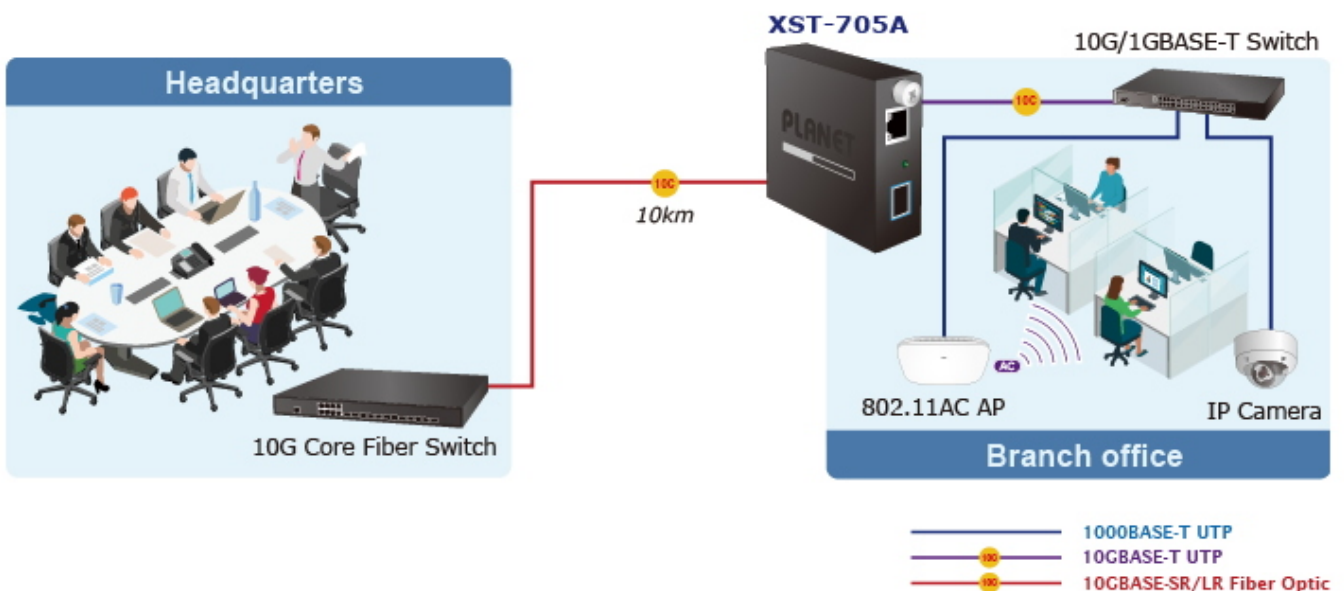 XST-705A
10G/1GBASE-T Switch
Headquarters
10G
PLANET
10G
10km
AC
802.11AC AP
IP Camera
10G Core Fiber Switch
Branch office
1000BASE-T UTP
10G
10GBASE-T UTP
10G
10GBASE-SR/LR Fiber Optic